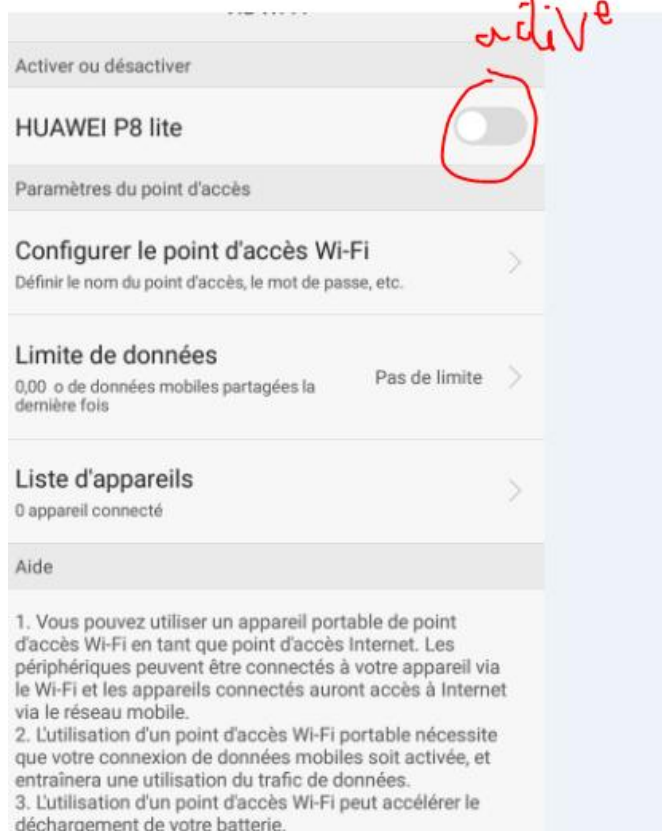 active
Activer ou désactiver
HUAWEI P8 lite
Paramètres du point d'accès
Configurer le point d'accès Wi-Fi
Définir le nom du point d'accès, le mot de passe, etc.
Limite de données
0,00 o de données mobiles partagées la
dernière fois
Pas de limite
Liste d'appareils
0 appareil connecté
Aide
1. Vous pouvez utiliser un appareil portable de point
d'accès Wi-Fi en tant que point d'accès Internet. Les
périphériques peuvent être connectés à votre appareil via
le Wi-Fi et les appareils connectés auront accès à Internet
via le réseau mobile.
2. L'utilisation d'un point d'accès Wi-Fi portable nécessite
que votre connexion de données mobiles soit activée, et
entraînera une utilisation du trafic de données.
3. L'utilisation d'un point d'accès Wi-Fi peut accélérer le
déchargement de votre batterie.